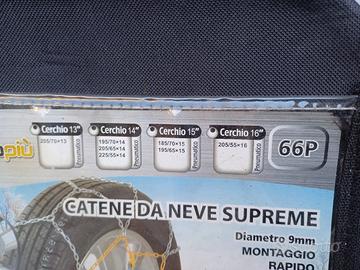 Cerchio 13"
205/70×13
Pneumatico
Cerchio 14"
195/70×14
205/65×14
225/55×14
Pneumatico
Cerchio 15"
185/70×15
195/65×15
Pneumatico
Cerchio 16"
205/55×16
Pneumatico
66P
più
CATENE DA NEVE SUPREME
Diametro 9mm
MONTAGGIO
RAPIDO
subito